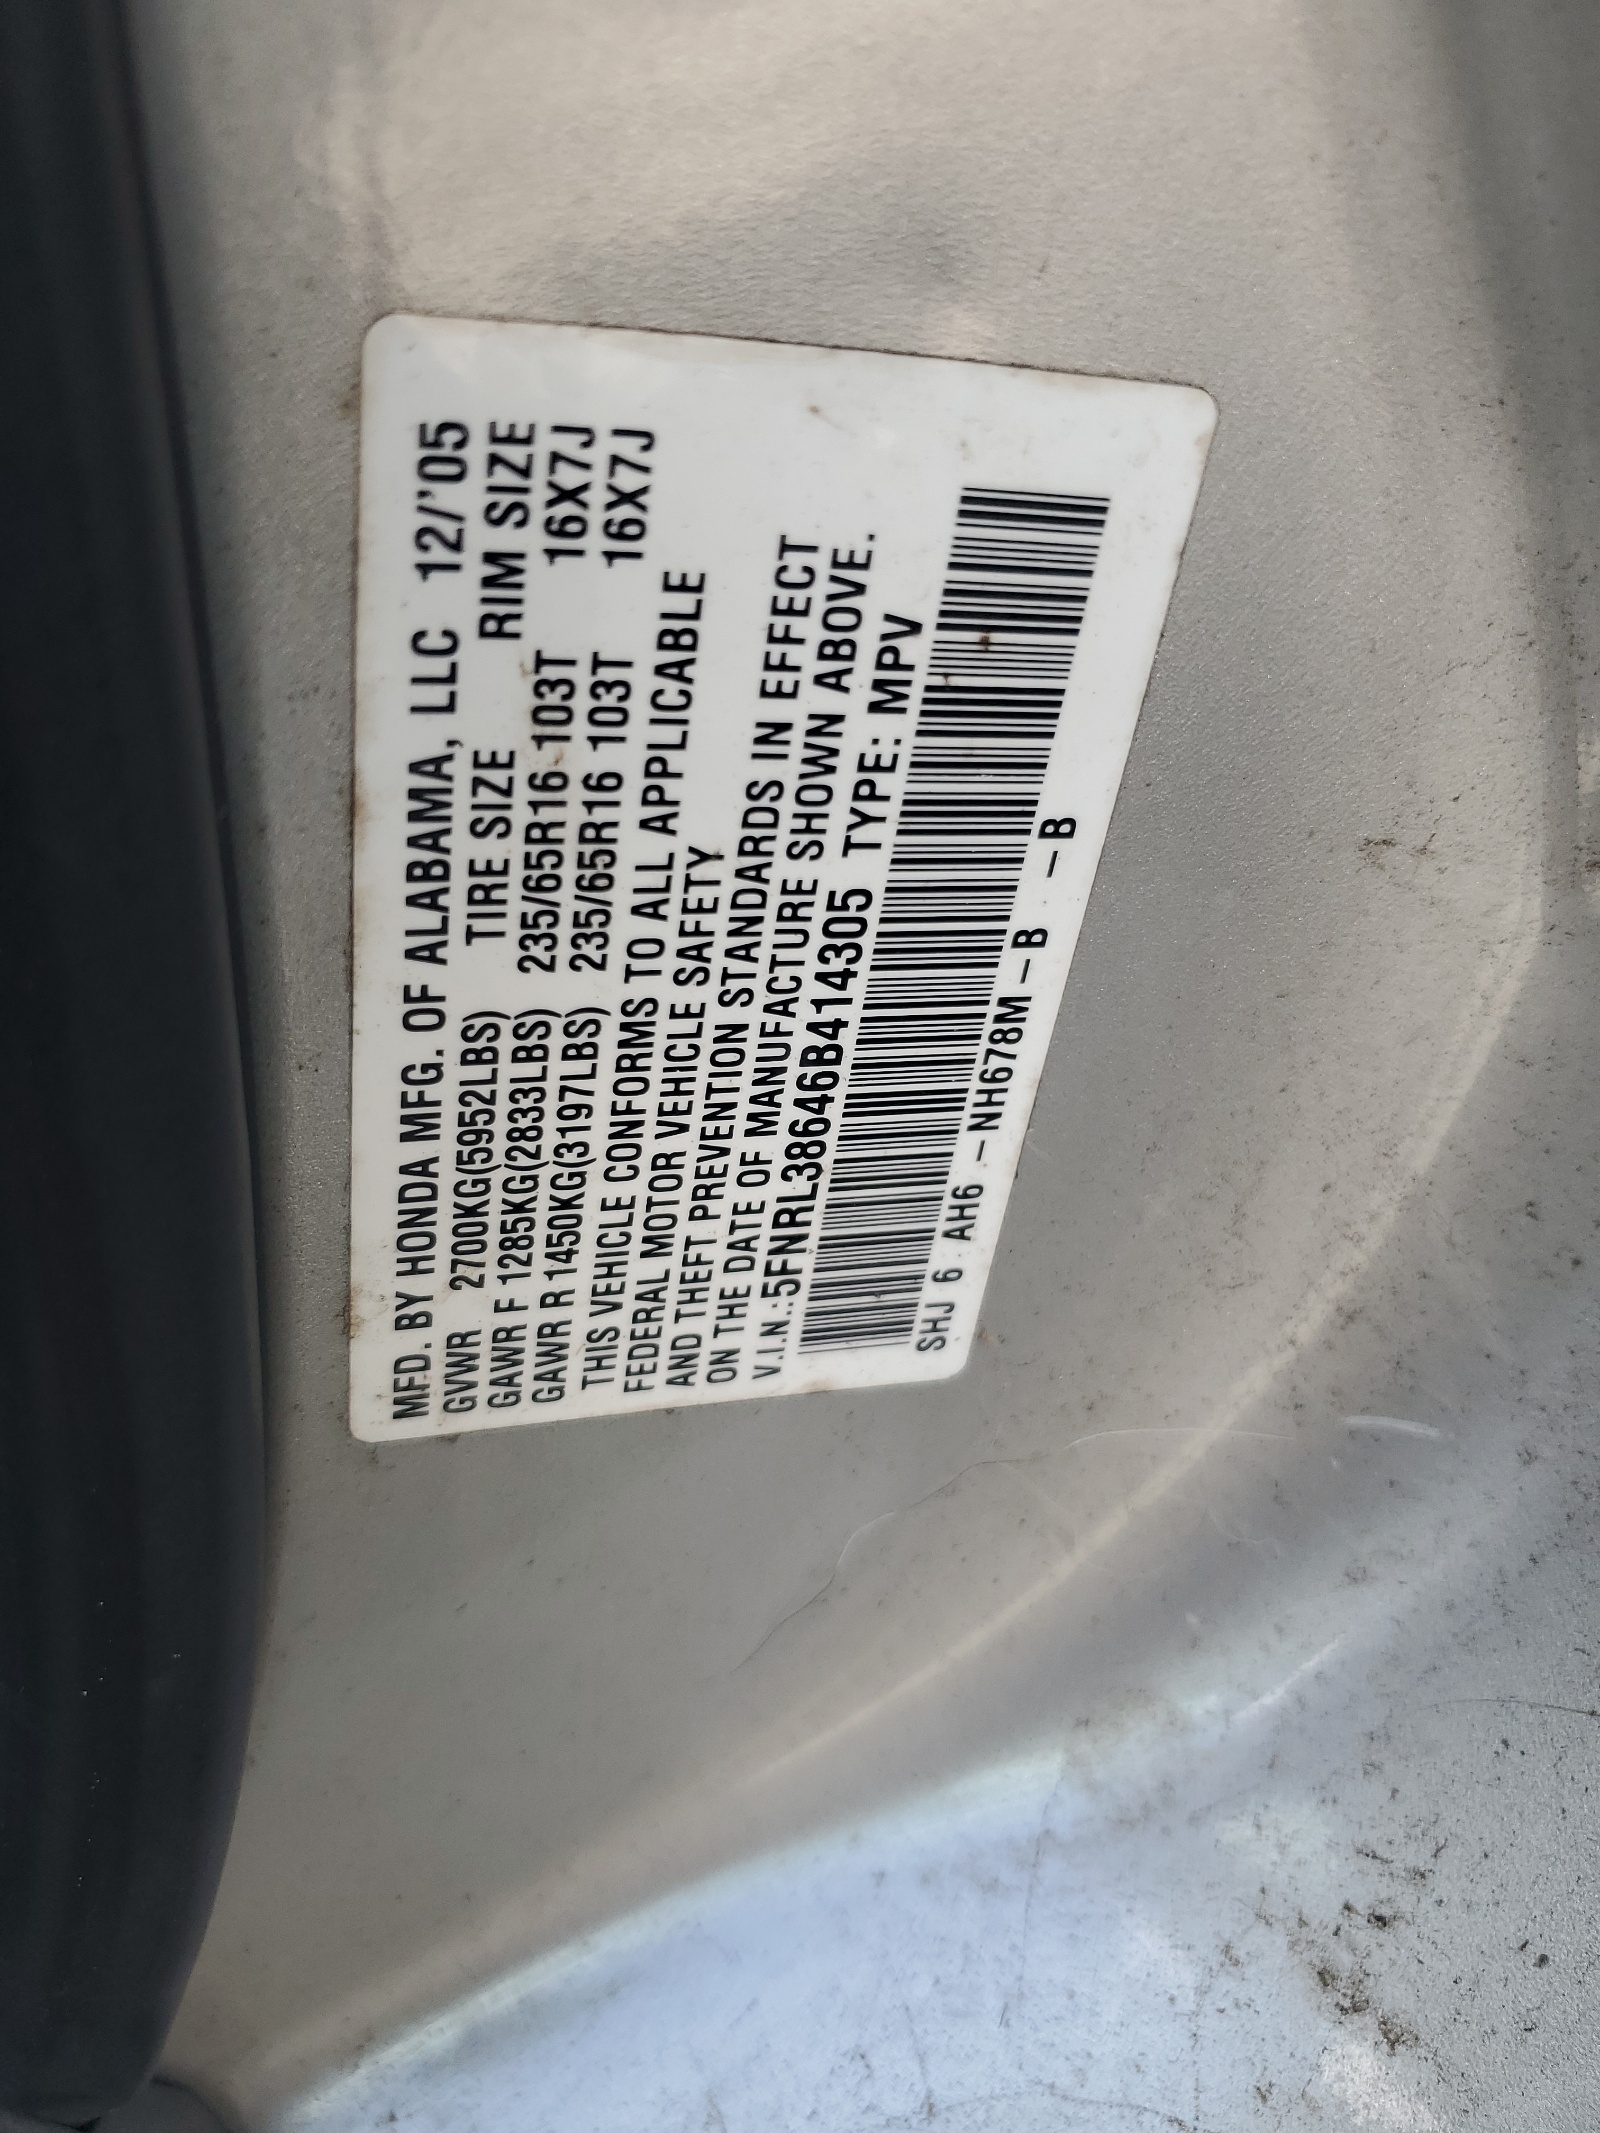 MFD. BY HONDA MFG. OF ALABAMA, LLC 12/'05
GVWR 2700KG(5952LBS) TIRE SIZE RIM SIZE
GAWR F 1285KG(2833LBS) 235/65R16 103T 16X7J
GAWR R 1450KG(3197LBS) 235/65R16 103T 16X7J
THIS VEHICLE CONFORMS TO ALL APPLICABLE
FEDERAL MOTOR VEHICLE SAFETY
AND THEFT PREVENTION STANDARDS IN EFFECT
ON THE DATE OF MANUFACTURE SHOWN ABOVE.
V.I.N.:5FNRL38646B414305 TYPE: MPV
SHJ 6 AH6 -NH678M-B -B